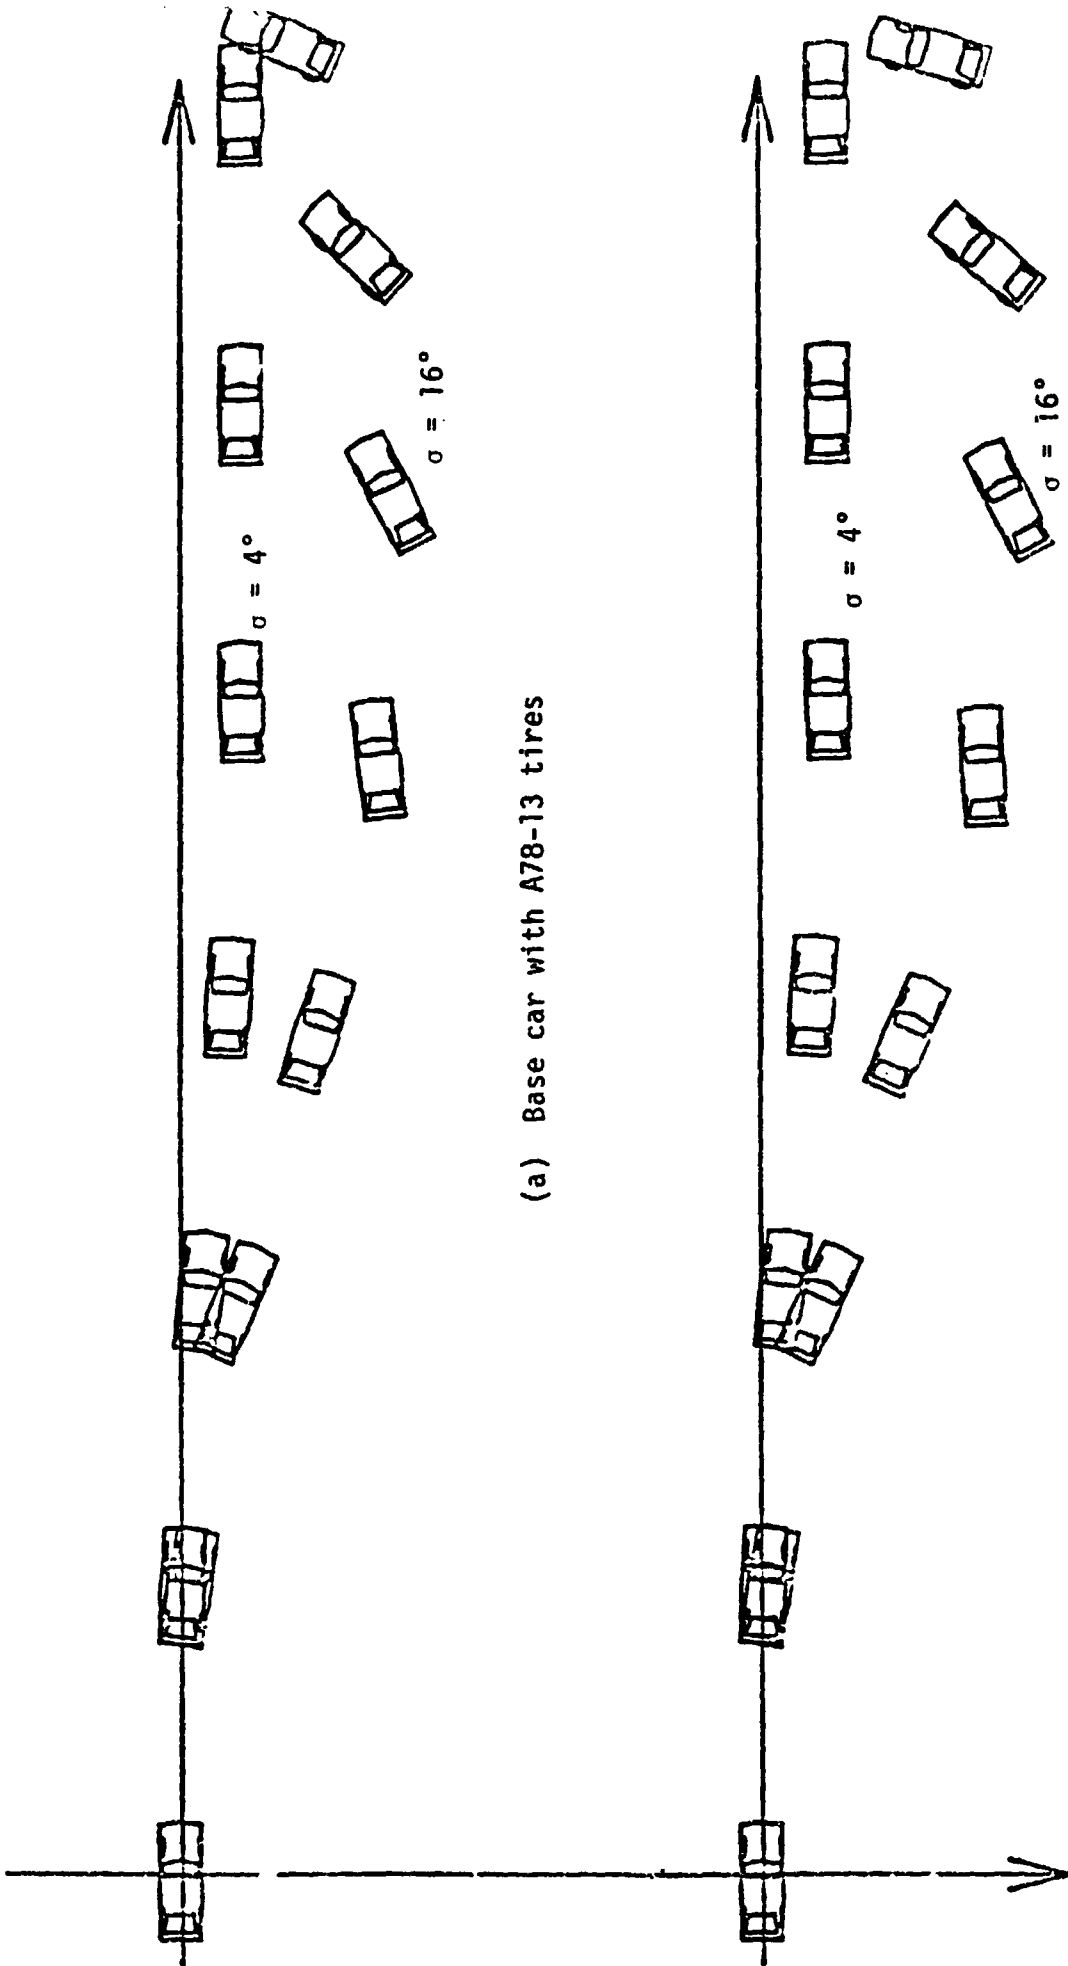 σ = 4°
σ = 16°
(a) Base car with A78-13 tires
σ = 4°
σ = 16°